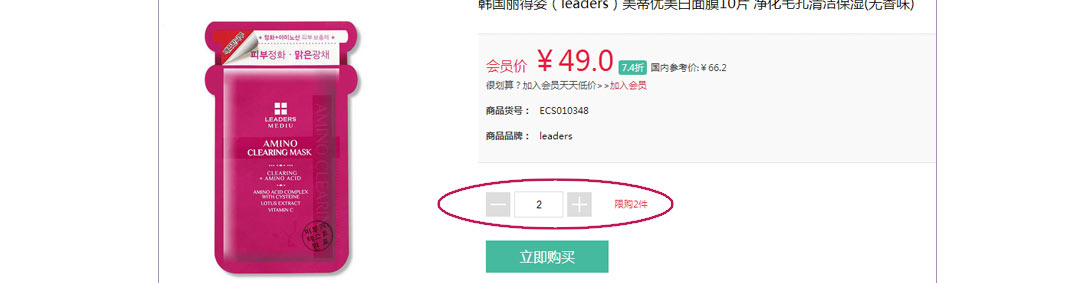 韩国丽得姿（leaders）美蒂优美白面膜10片 净化毛孔清洁保湿(无香味)
会员价 ￥49.0 7.4折 国内参考价:￥66.2
很划算？加入会员天天低价>>加入会员
商品货号： ECS010348
商品品牌： leaders
2 限购2件
立即购买
정화+아미노산 피부 보충제
피부정화 · 맑은광채
LEADERS
MEDIU
AMINO
CLEARING MASK
CLEARING
+ AMINO ACID
AMINO ACID COMPLEX
WITH CYSTEINE
LOTUS EXTRACT
VITAMIN C
AMINO CLEARING